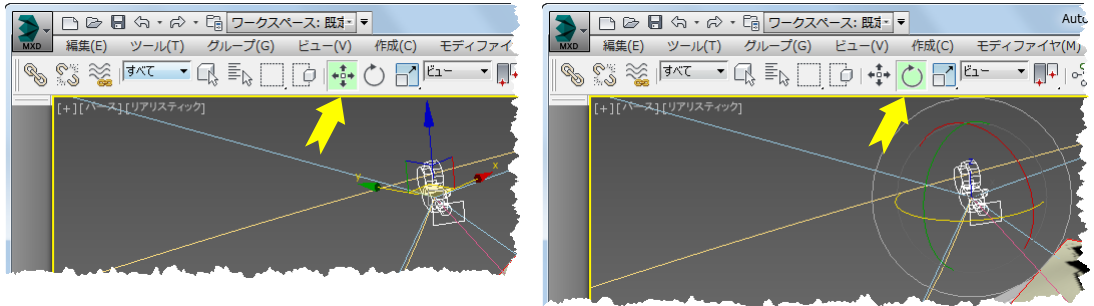 ワークスペース: 既定
MXD
編集(E) ツール(T) グループ(G) ビュー(V) 作成(C) モディファイ
すべて
ビュー
[+][パース][リアリスティック]
X
y
ワークスペース: 既定
Auto
MXD
編集(E) ツール(T) グループ(G) ビュー(V) 作成(C) モディファイヤ(M)
すべて
ビュー
[+][パース][リアリスティック]